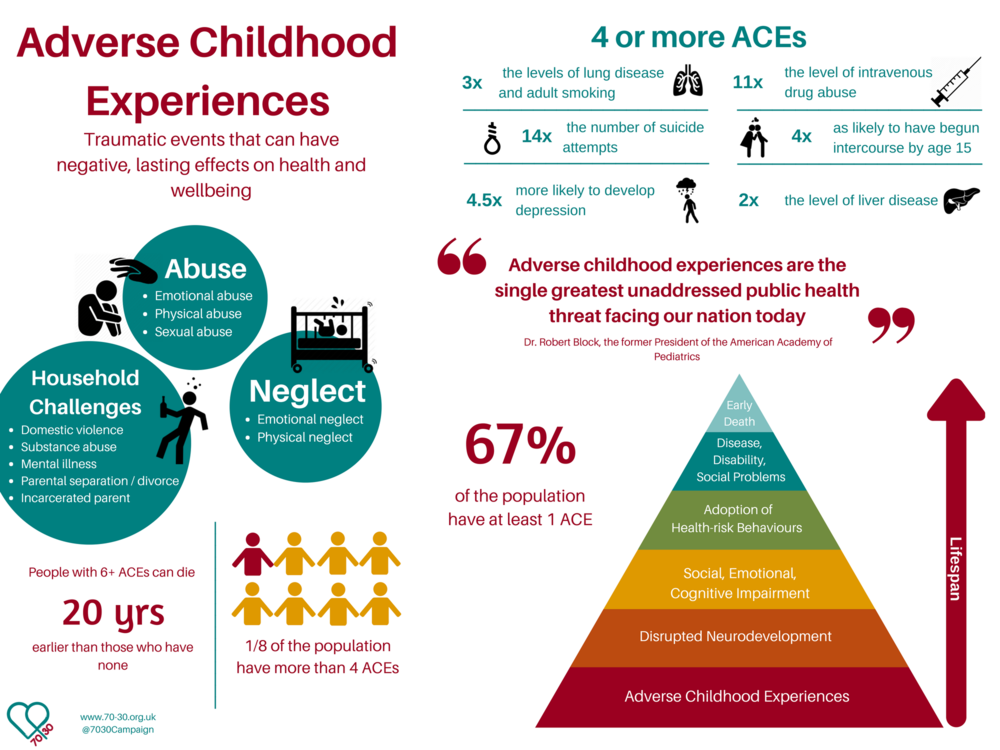 Adverse Childhood
Experiences
Traumatic events that can have
negative, lasting effects on health and
wellbeing
Abuse
• Emotional abuse
• Physical abuse
• Sexual abuse
Household
Challenges
• Domestic violence
• Substance abuse
• Mental illness
• Parental separation / divorce
• Incarcerated parent
Neglect
• Emotional neglect
• Physical neglect
People with 6+ ACEs can die
20 yrs
earlier than those who have
none
1/8 of the population
have more than 4 ACEs
70/30
www.70-30.org.uk
@7030Campaign
4 or more ACEs
3x
the levels of lung disease
and adult smoking
11x
the level of intravenous
drug abuse
14x
the number of suicide
attempts
4x
as likely to have begun
intercourse by age 15
4.5x
more likely to develop
depression
2x
the level of liver disease
“
Adverse childhood experiences are the
single greatest unaddressed public health
threat facing our nation today
”
Dr. Robert Block, the former President of the American Academy of
Pediatrics
67%
of the population
have at least 1 ACE
Early
Death
Disease,
Disability,
Social Problems
Adoption of
Health-risk Behaviours
Social, Emotional,
Cognitive Impairment
Disrupted Neurodevelopment
Adverse Childhood Experiences
Lifespan